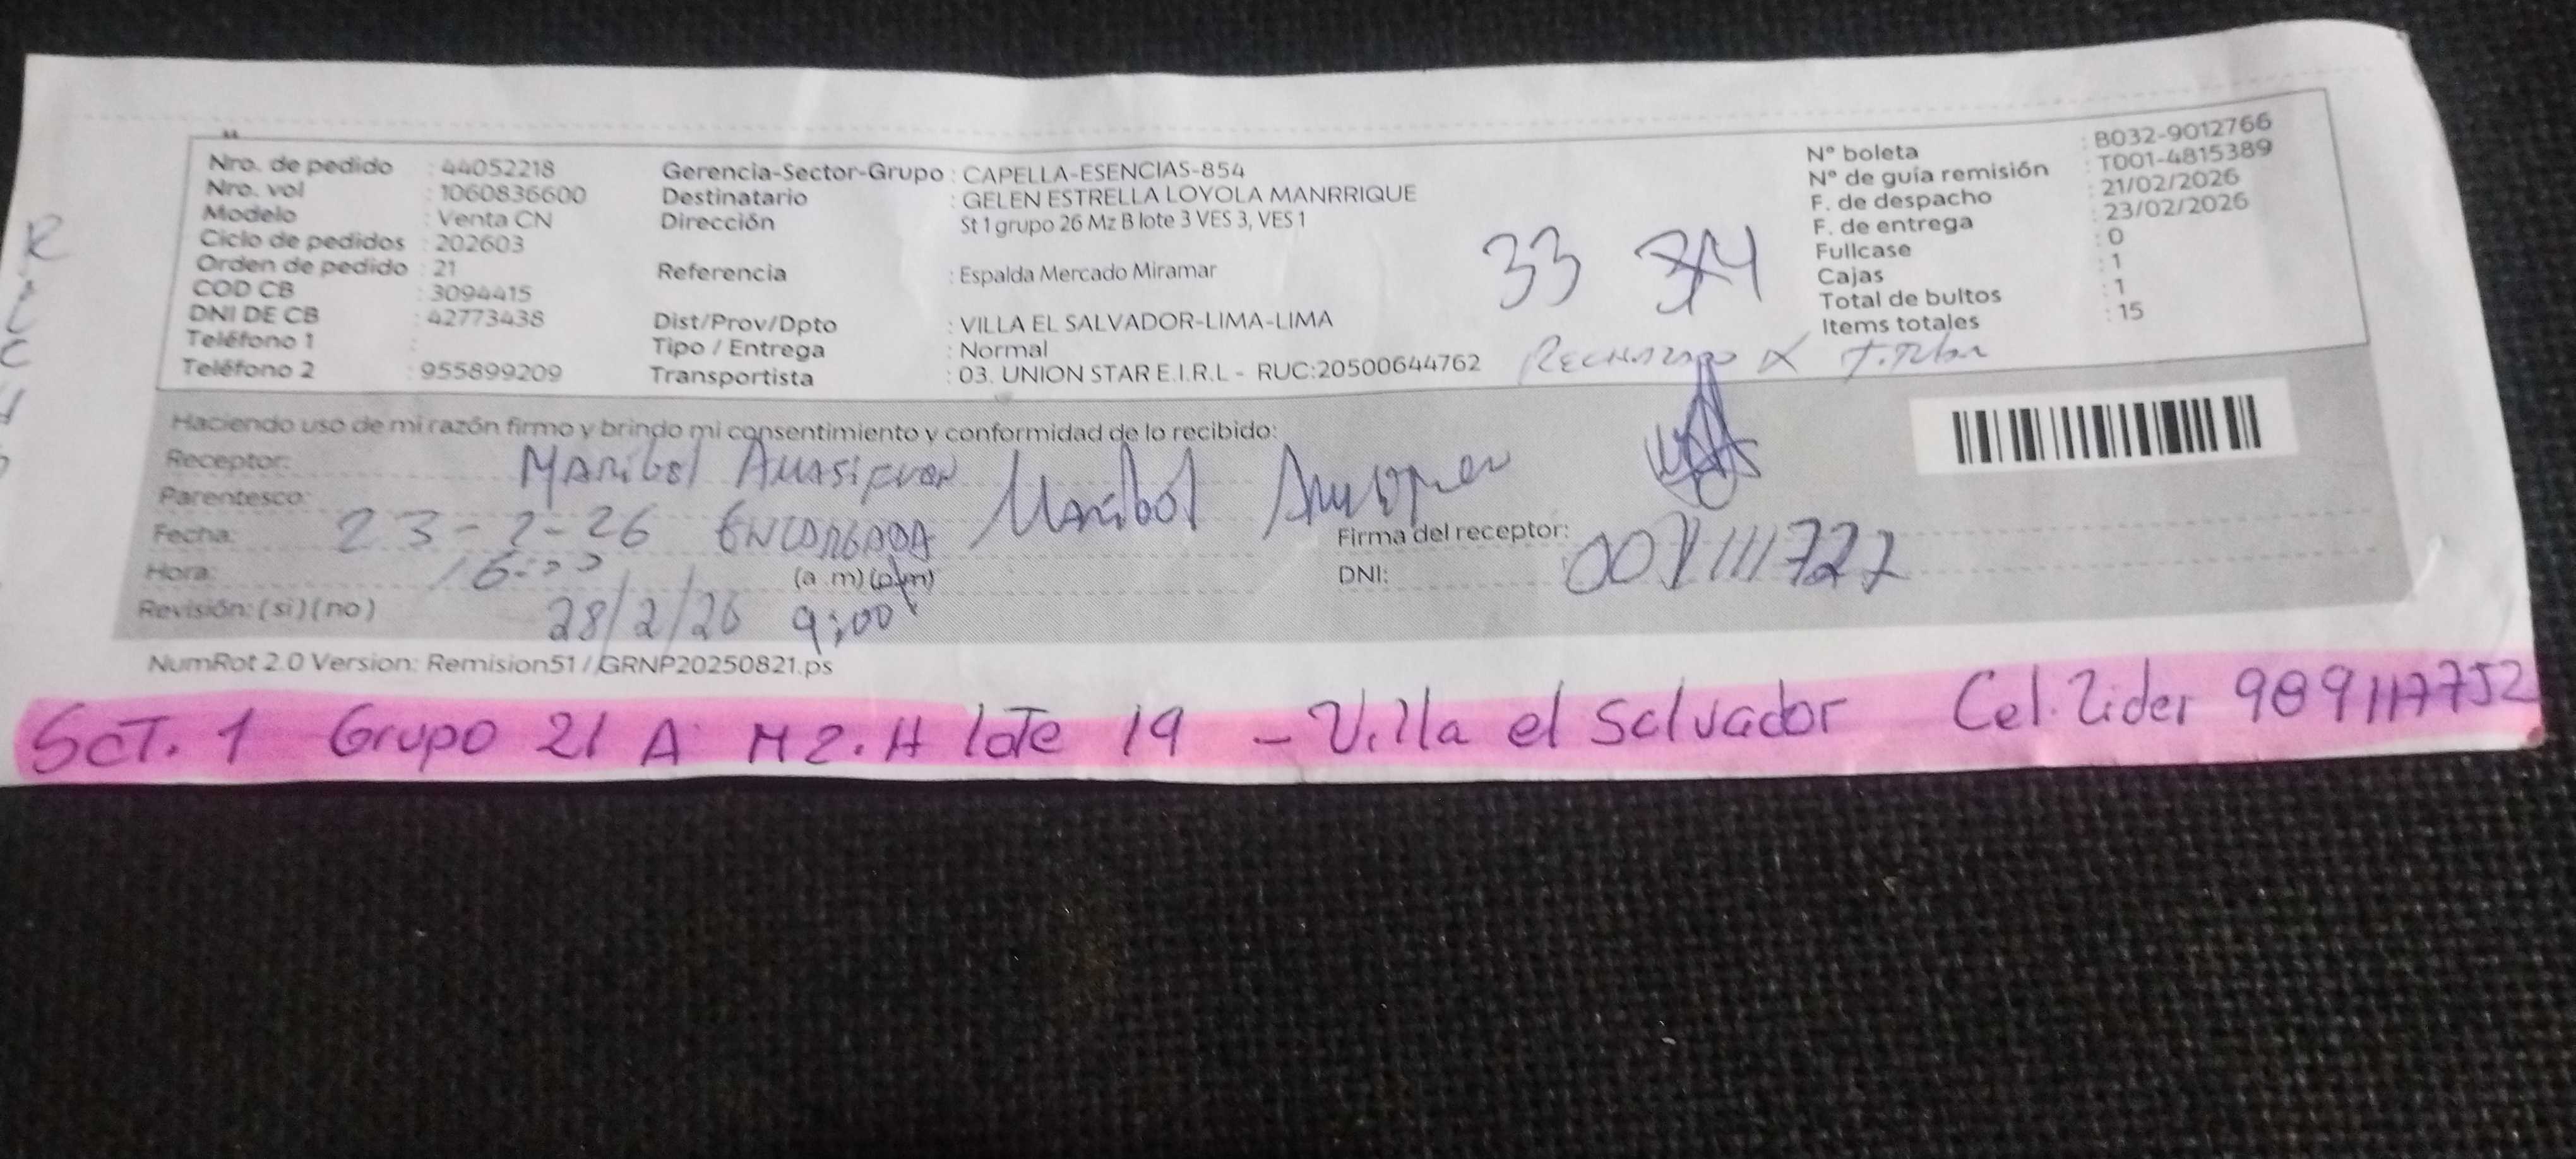 Nro. de pedido : 44052218
Nro. vol : 1060836600
Modelo : Venta CN
Ciclo de pedidos : 202603
Orden de pedido : 21
COD CB : 3094415
DNI DE CB : 42773438
Teléfono 1 :
Teléfono 2 : 955899209
Gerencia-Sector-Grupo : CAPELLA-ESENCIAS-854
Destinatario : GELEN ESTRELLA LOYOLA MANRRIQUE
Dirección St 1 grupo 26 Mz B lote 3 VES 3, VES 1
Referencia : Espalda Mercado Miramar
Dist/Prov/Dpto : VILLA EL SALVADOR-LIMA-LIMA
Tipo / Entrega : Normal
Transportista : 03. UNION STAR E.I.R.L - RUC:20500644762
33 34
Nº boleta : B032-9012766
Nº de guía remisión : T001-4815389
F. de despacho : 21/02/2026
F. de entrega : 23/02/2026
Fullcase : 0
Cajas : 1
Total de bultos : 1
Items totales : 15
Rechazado x
Haciendo uso de mi razón firmo y brindo mi consentimiento y conformidad de lo recibido:
Receptor: Maribel
Parentesco: Maribel
Fecha: 23-2-26 ENCARGADA
Firma del receptor:
Hora: (a .m) (p.m)
DNI:
Revisión: ( si ) ( no ) 28/2/26 9:00
NumRot 2.0 Version: Remision51 / GRNP20250821.ps
Sct. 1 Grupo 21 A Mz. H lote 19 - Villa el Salvador Cel. Lider